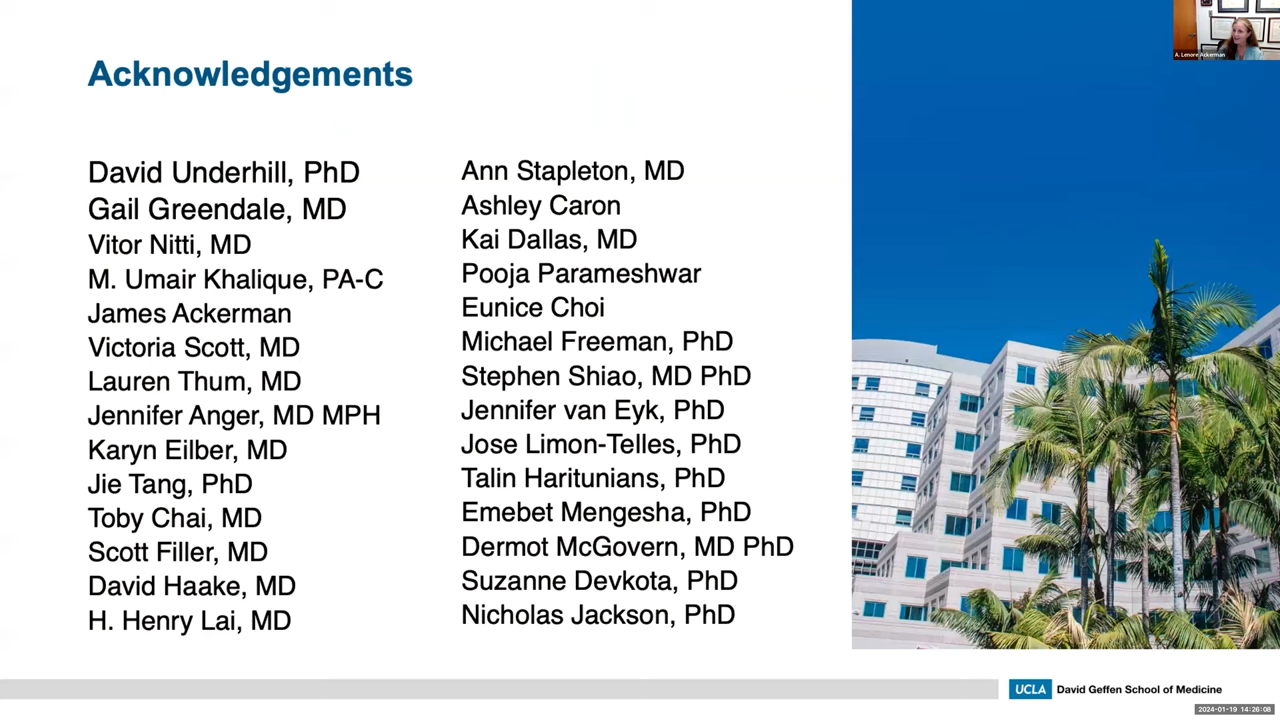 Acknowledgements
David Underhill, PhD
Gail Greendale, MD
Vitor Nitti, MD
M. Umair Khalique, PA-C
James Ackerman
Victoria Scott, MD
Lauren Thum, MD
Jennifer Anger, MD MPH
Karyn Eilber, MD
Jie Tang, PhD
Toby Chai, MD
Scott Filler, MD
David Haake, MD
H. Henry Lai, MD
Ann Stapleton, MD
Ashley Caron
Kai Dallas, MD
Pooja Parameshwar
Eunice Choi
Michael Freeman, PhD
Stephen Shiao, MD PhD
Jennifer van Eyk, PhD
Jose Limon-Telles, PhD
Talin Haritunians, PhD
Emebet Mengesha, PhD
Dermot McGovern, MD PhD
Suzanne Devkota, PhD
Nicholas Jackson, PhD
A. Lenore Ackerman
UCLA David Geffen School of Medicine
2024-01-19 14:26:08